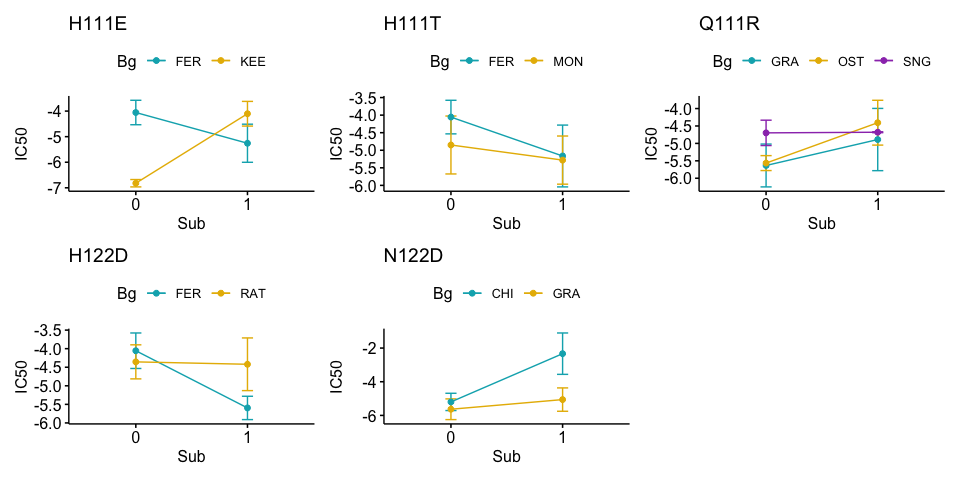 H111E
Bg FER KEE
IC50
-4
-5
-6
-7
0 1
Sub
H111T
Bg FER MON
IC50
-3.5
-4.0
-4.5
-5.0
-5.5
-6.0
0 1
Sub
Q111R
Bg GRA OST SNG
IC50
-4.0
-4.5
-5.0
-5.5
-6.0
0 1
Sub
H122D
Bg FER RAT
IC50
-3.5
-4.0
-4.5
-5.0
-5.5
-6.0
0 1
Sub
N122D
Bg CHI GRA
IC50
-2
-4
-6
0 1
Sub